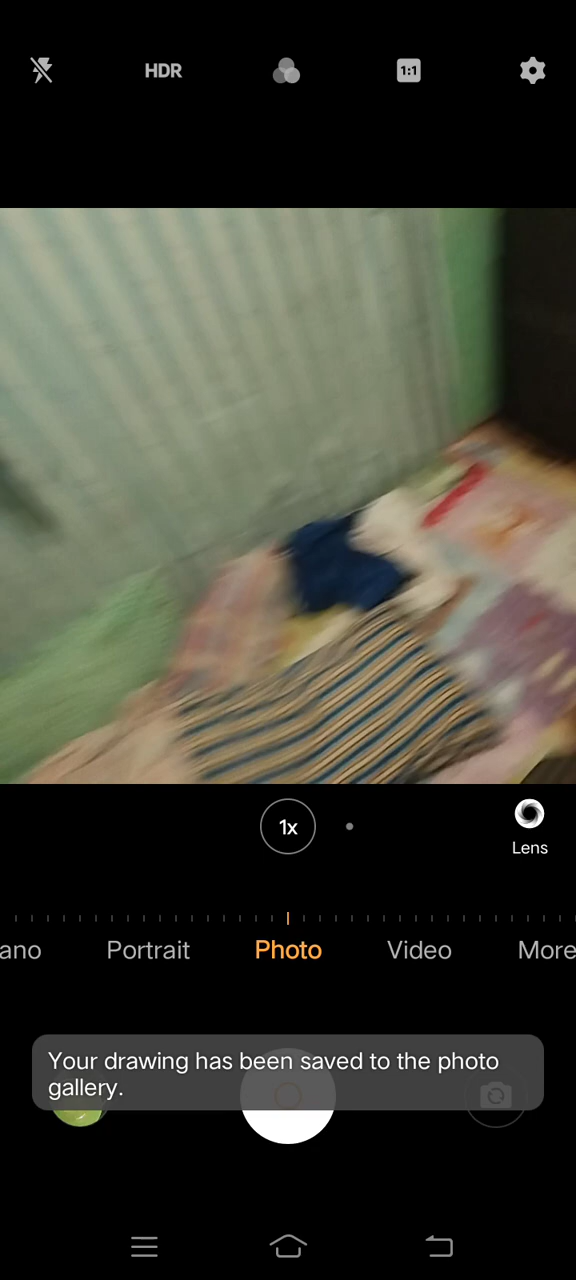 HDR
1:1
1x
Lens
ano
Portrait
Photo
Video
More
Your drawing has been saved to the photo
gallery.